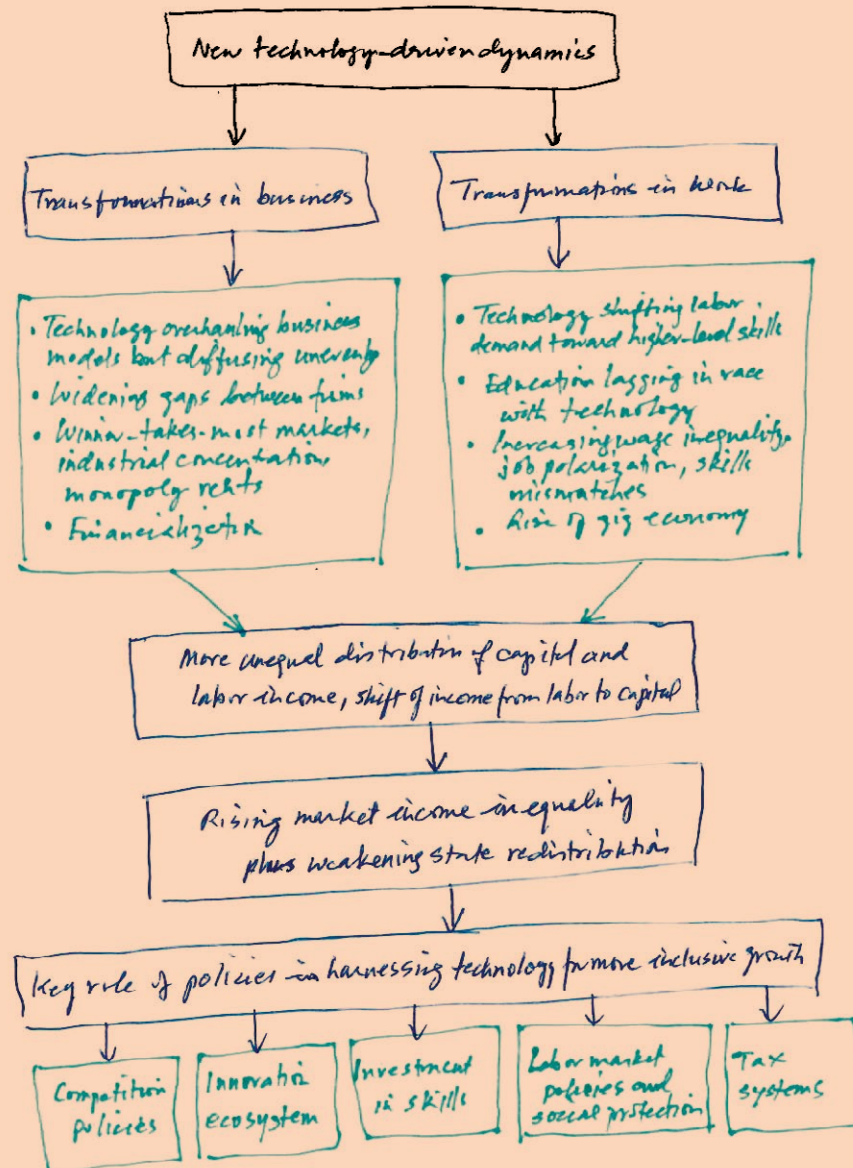 New technology-driven dynamics
Transformations in business
Transformations in work
• Technology overhauling business
models but diffusing unevenly
• Widening gaps between firms
• Winner-takes-most markets,
industrial concentration,
monopoly rents
• Financialization
• Technology shifting labor
demand toward higher-level skills
• Education lagging in race
with technology
• Increasing wage inequality,
job polarization, skills
mismatches
• Rise of gig economy
More unequal distribution of capital and
labor income, shift of income from labor to capital
Rising market income inequality
plus weakening state redistribution
Key role of policies in harnessing technology for more inclusive growth
Competition
policies
Innovation
ecosystem
Investment
in skills
Labor market
policies and
social protection
Tax
systems